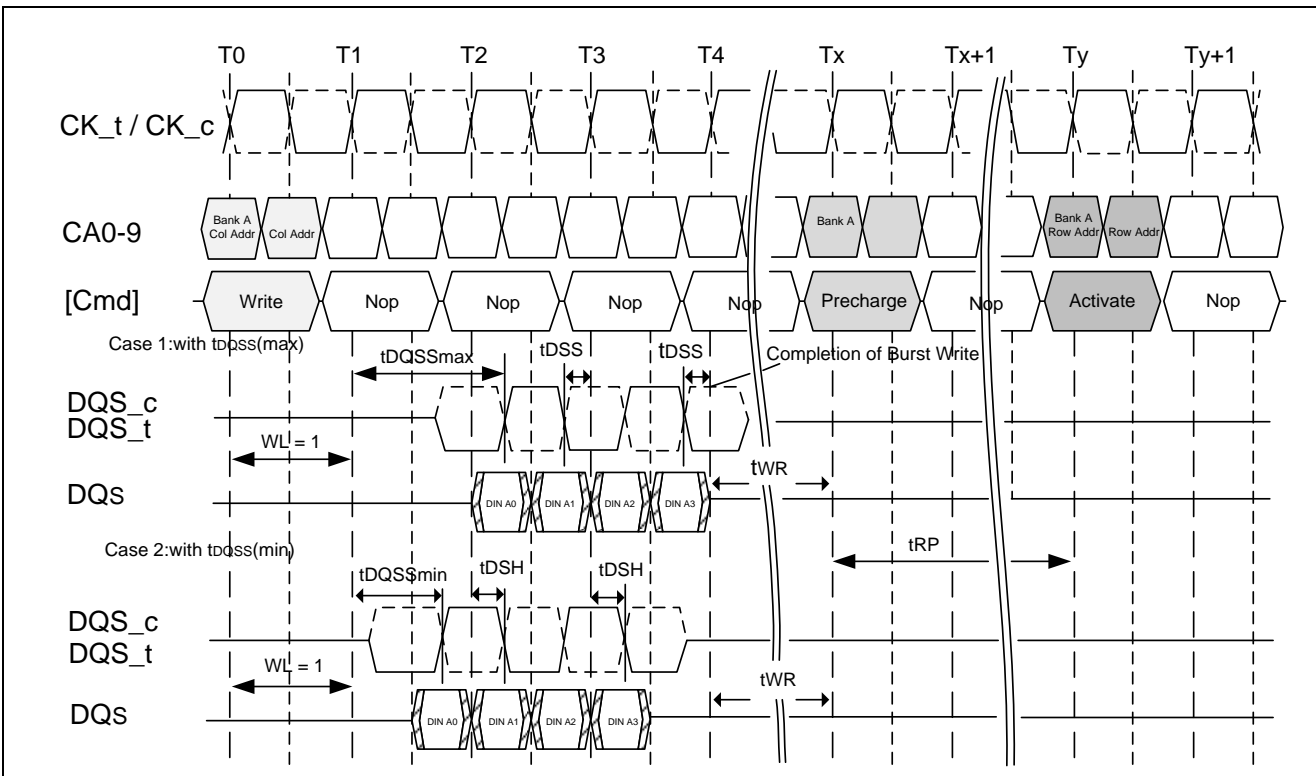 T0 T1 T2 T3 T4 Tx Tx+1 Ty Ty+1
CK_t / CK_c
CA0-9
Bank A
Col Addr
Col Addr
Bank A
Bank A
Row Addr
Row Addr
[Cmd] Write Nop Nop Nop Nop Precharge Nop Activate Nop
Case 1:with tDQSS(max)
tDQSSmax tDSS tDSS Completion of Burst Write
DQS_c
DQS_t
WL = 1
tWR
DQs DIN A0 DIN A1 DIN A2 DIN A3
Case 2:with tDQSS(min)
tRP
tDQSSmin tDSH tDSH
DQS_c
DQS_t
WL = 1
tWR
DQs DIN A0 DIN A1 DIN A2 DIN A3